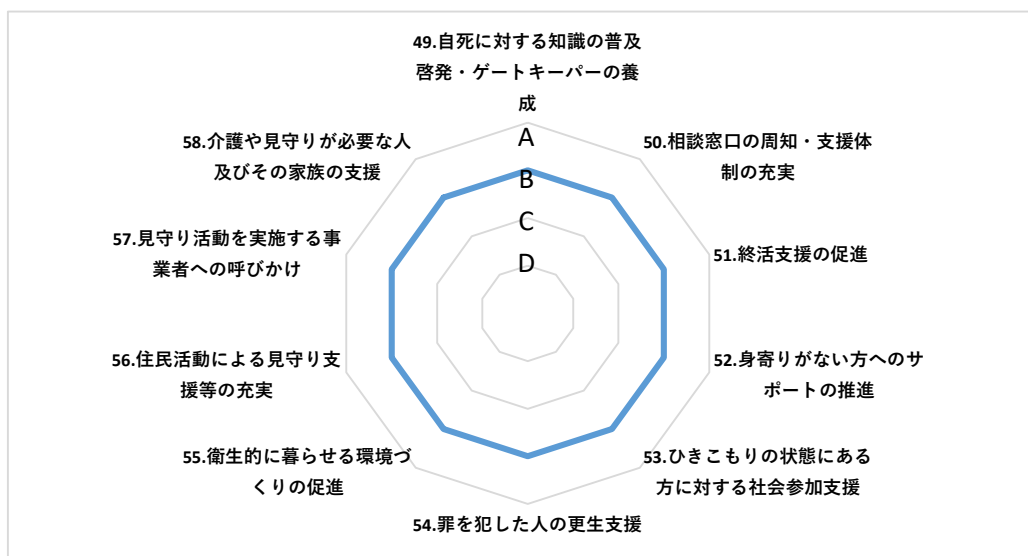 49.自死に対する知識の普及
啓発・ゲートキーパーの養
成
A
B
C
D
50.相談窓口の周知・支援体
制の充実
51.終活支援の促進
52.身寄りがない方へのサ
ポートの推進
53.ひきこもりの状態にある
方に対する社会参加支援
54.罪を犯した人の更生支援
55.衛生的に暮らせる環境づ
くりの促進
56.住民活動による見守り支
援等の充実
57.見守り活動を実施する事
業者への呼びかけ
58.介護や見守りが必要な人
及びその家族の支援